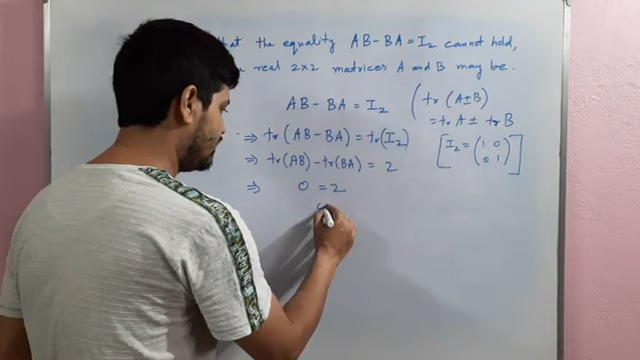 that the equality AB-BA = I₂ cannot hold,
real 2x2 matrices A and B may be.
AB-BA = I₂ (tr (A±B)
= tr A ± tr B
⇒ tr (AB-BA) = tr(I₂)
⇒ tr(AB) - tr(BA) = 2 [I₂ = (1 0
0 1)]
⇒ 0 = 2